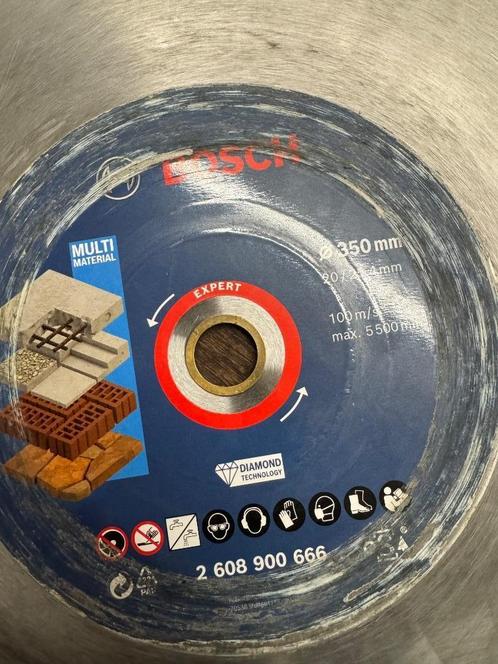 BOSCH
MULTI
MATERIAL
Ø 350 mm
100 m/s
max. 5 500
EXPERT
DIAMOND
TECHNOLOGY
2 608 900 666